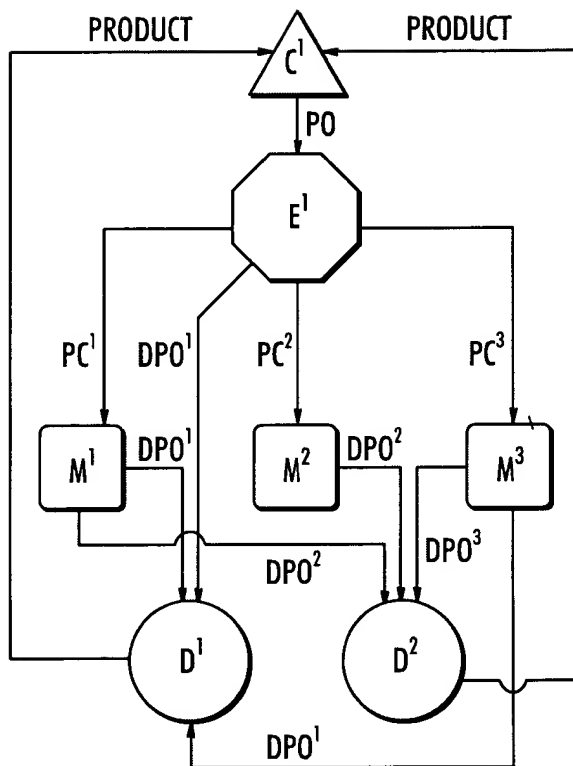 PRODUCT
PRODUCT
C¹
PO
E¹
PC¹
DPO¹
PC²
PC³
M¹
DPO¹
M²
DPO²
M³
DPO²
DPO³
D¹
D²
DPO¹